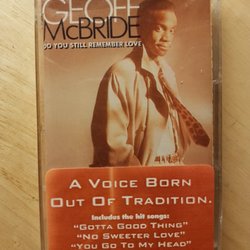 GEOFF
McBRIDE
DO YOU STILL REMEMBER LOVE
A VOICE BORN
OUT OF TRADITION.
Includes the hit songs:
"GOTTA GOOD THING"
"NO SWEETER LOVE"
"YOU GO TO MY HEAD"